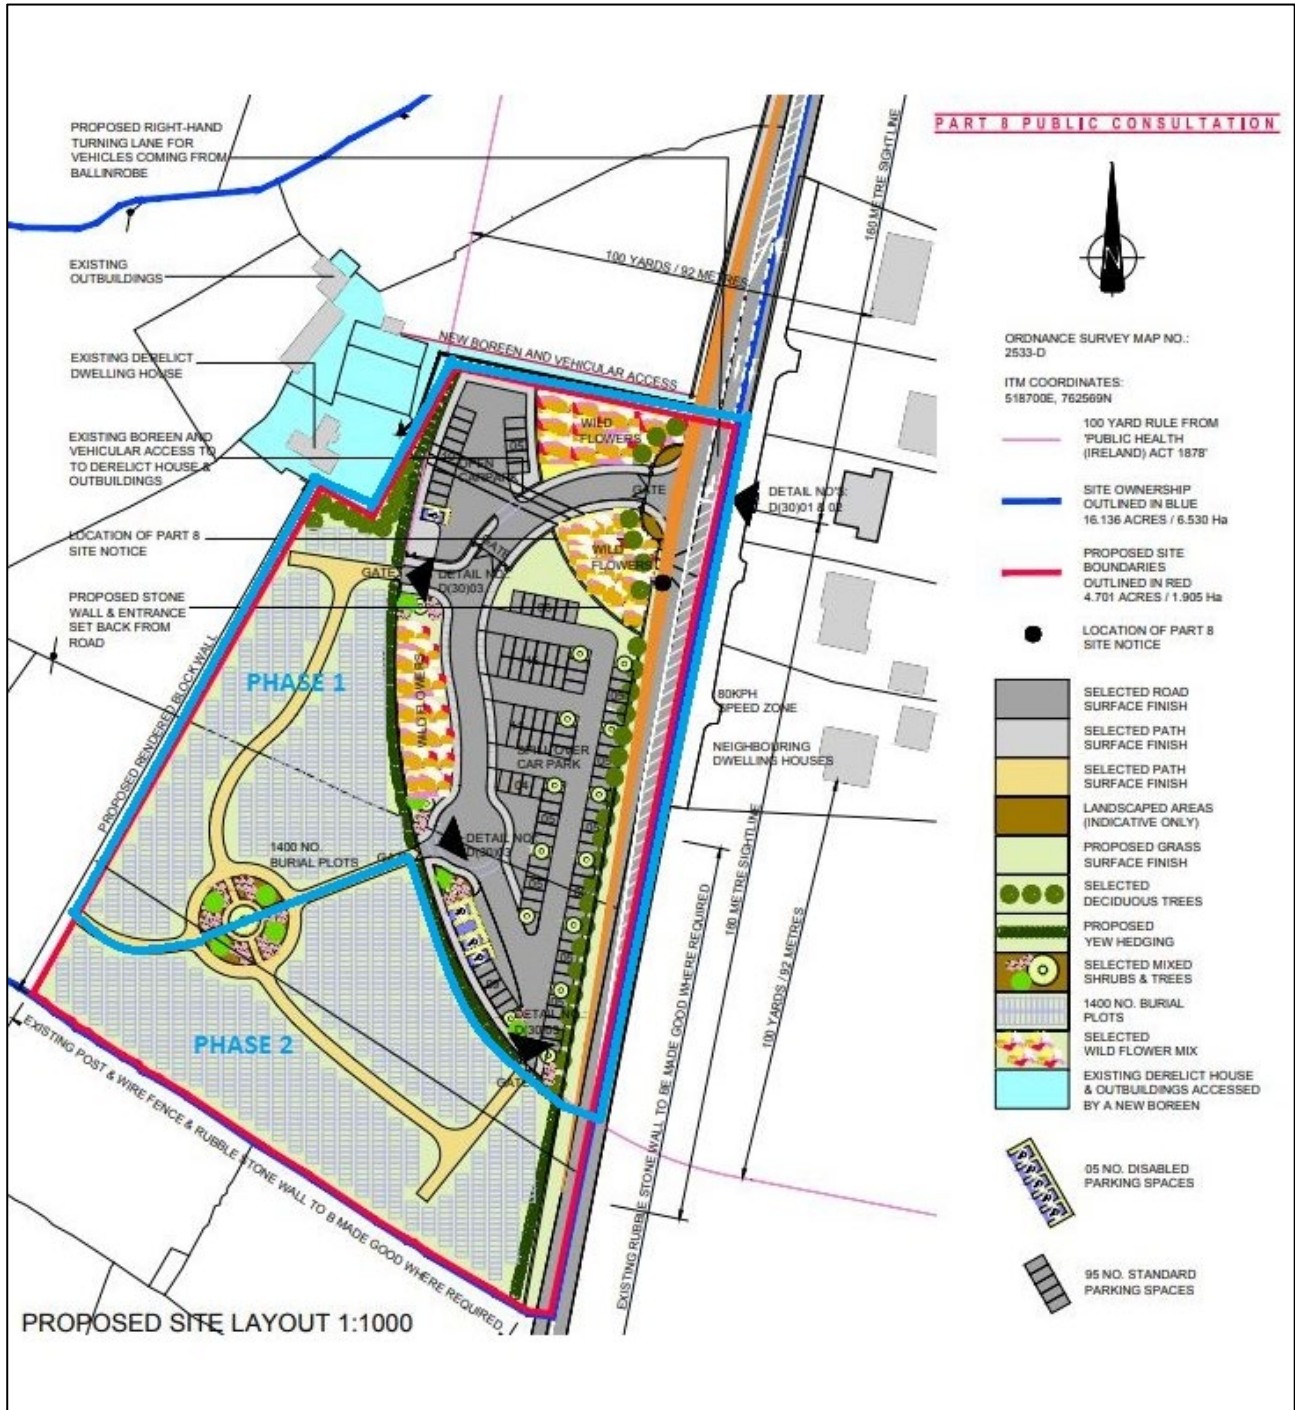 PART 8 PUBLIC CONSULTATION
PROPOSED RIGHT-HAND
TURNING LANE FOR
VEHICLES COMING FROM
BALLINROBE
EXISTING
OUTBUILDINGS
EXISTING DERELICT
DWELLING HOUSE
EXISTING BOREEN AND
VEHICULAR ACCESS TO
TO DERELICT HOUSE &
OUTBUILDINGS
LOCATION OF PART 8
SITE NOTICE
PROPOSED STONE
WALL & ENTRANCE
SET BACK FROM
ROAD
160 METRE SIGHTLINE
100 YARDS / 92 METRES
NEW BOREEN AND VEHICULAR ACCESS
WILD
FLOWERS
CARPARK
GATE
DETAIL NO'S:
D(30)01 & 02
WILD
FLOWERS
GATE
GATE
DETAIL NO.:
D(30)03
PHASE 1
WILD FLOWERS
PROPOSED RENDERED BLOCK WALL
80KPH
SPEED ZONE
NEIGHBOURING
DWELLING HOUSES
CAR PARK
04
1400 NO.
BURIAL PLOTS
GATE
DETAIL NO.:
D(30)03
160 METRE SIGHTLINE
100 YARDS / 92 METRES
PHASE 2
DETAIL NO.:
D(30)03
GATE
EXISTING POST & WIRE FENCE & RUBBLE STONE WALL TO B MADE GOOD WHERE REQUIRED
EXISTING RUBBLE STONE WALL TO BE MADE GOOD WHERE REQUIRED
PROPOSED SITE LAYOUT 1:1000
N
ORDNANCE SURVEY MAP NO.:
2533-D
ITM COORDINATES:
518700E, 762569N
100 YARD RULE FROM
'PUBLIC HEALTH
(IRELAND) ACT 1878'
SITE OWNERSHIP
OUTLINED IN BLUE
16.136 ACRES / 6.530 Ha
PROPOSED SITE
BOUNDARIES
OUTLINED IN RED
4.701 ACRES / 1.905 Ha
LOCATION OF PART 8
SITE NOTICE
SELECTED ROAD
SURFACE FINISH
SELECTED PATH
SURFACE FINISH
SELECTED PATH
SURFACE FINISH
LANDSCAPED AREAS
(INDICATIVE ONLY)
PROPOSED GRASS
SURFACE FINISH
SELECTED
DECIDUOUS TREES
PROPOSED
YEW HEDGING
SELECTED MIXED
SHRUBS & TREES
1400 NO. BURIAL
PLOTS
SELECTED
WILD FLOWER MIX
EXISTING DERELICT HOUSE
& OUTBUILDINGS ACCESSED
BY A NEW BOREEN
05 NO. DISABLED
PARKING SPACES
95 NO. STANDARD
PARKING SPACES